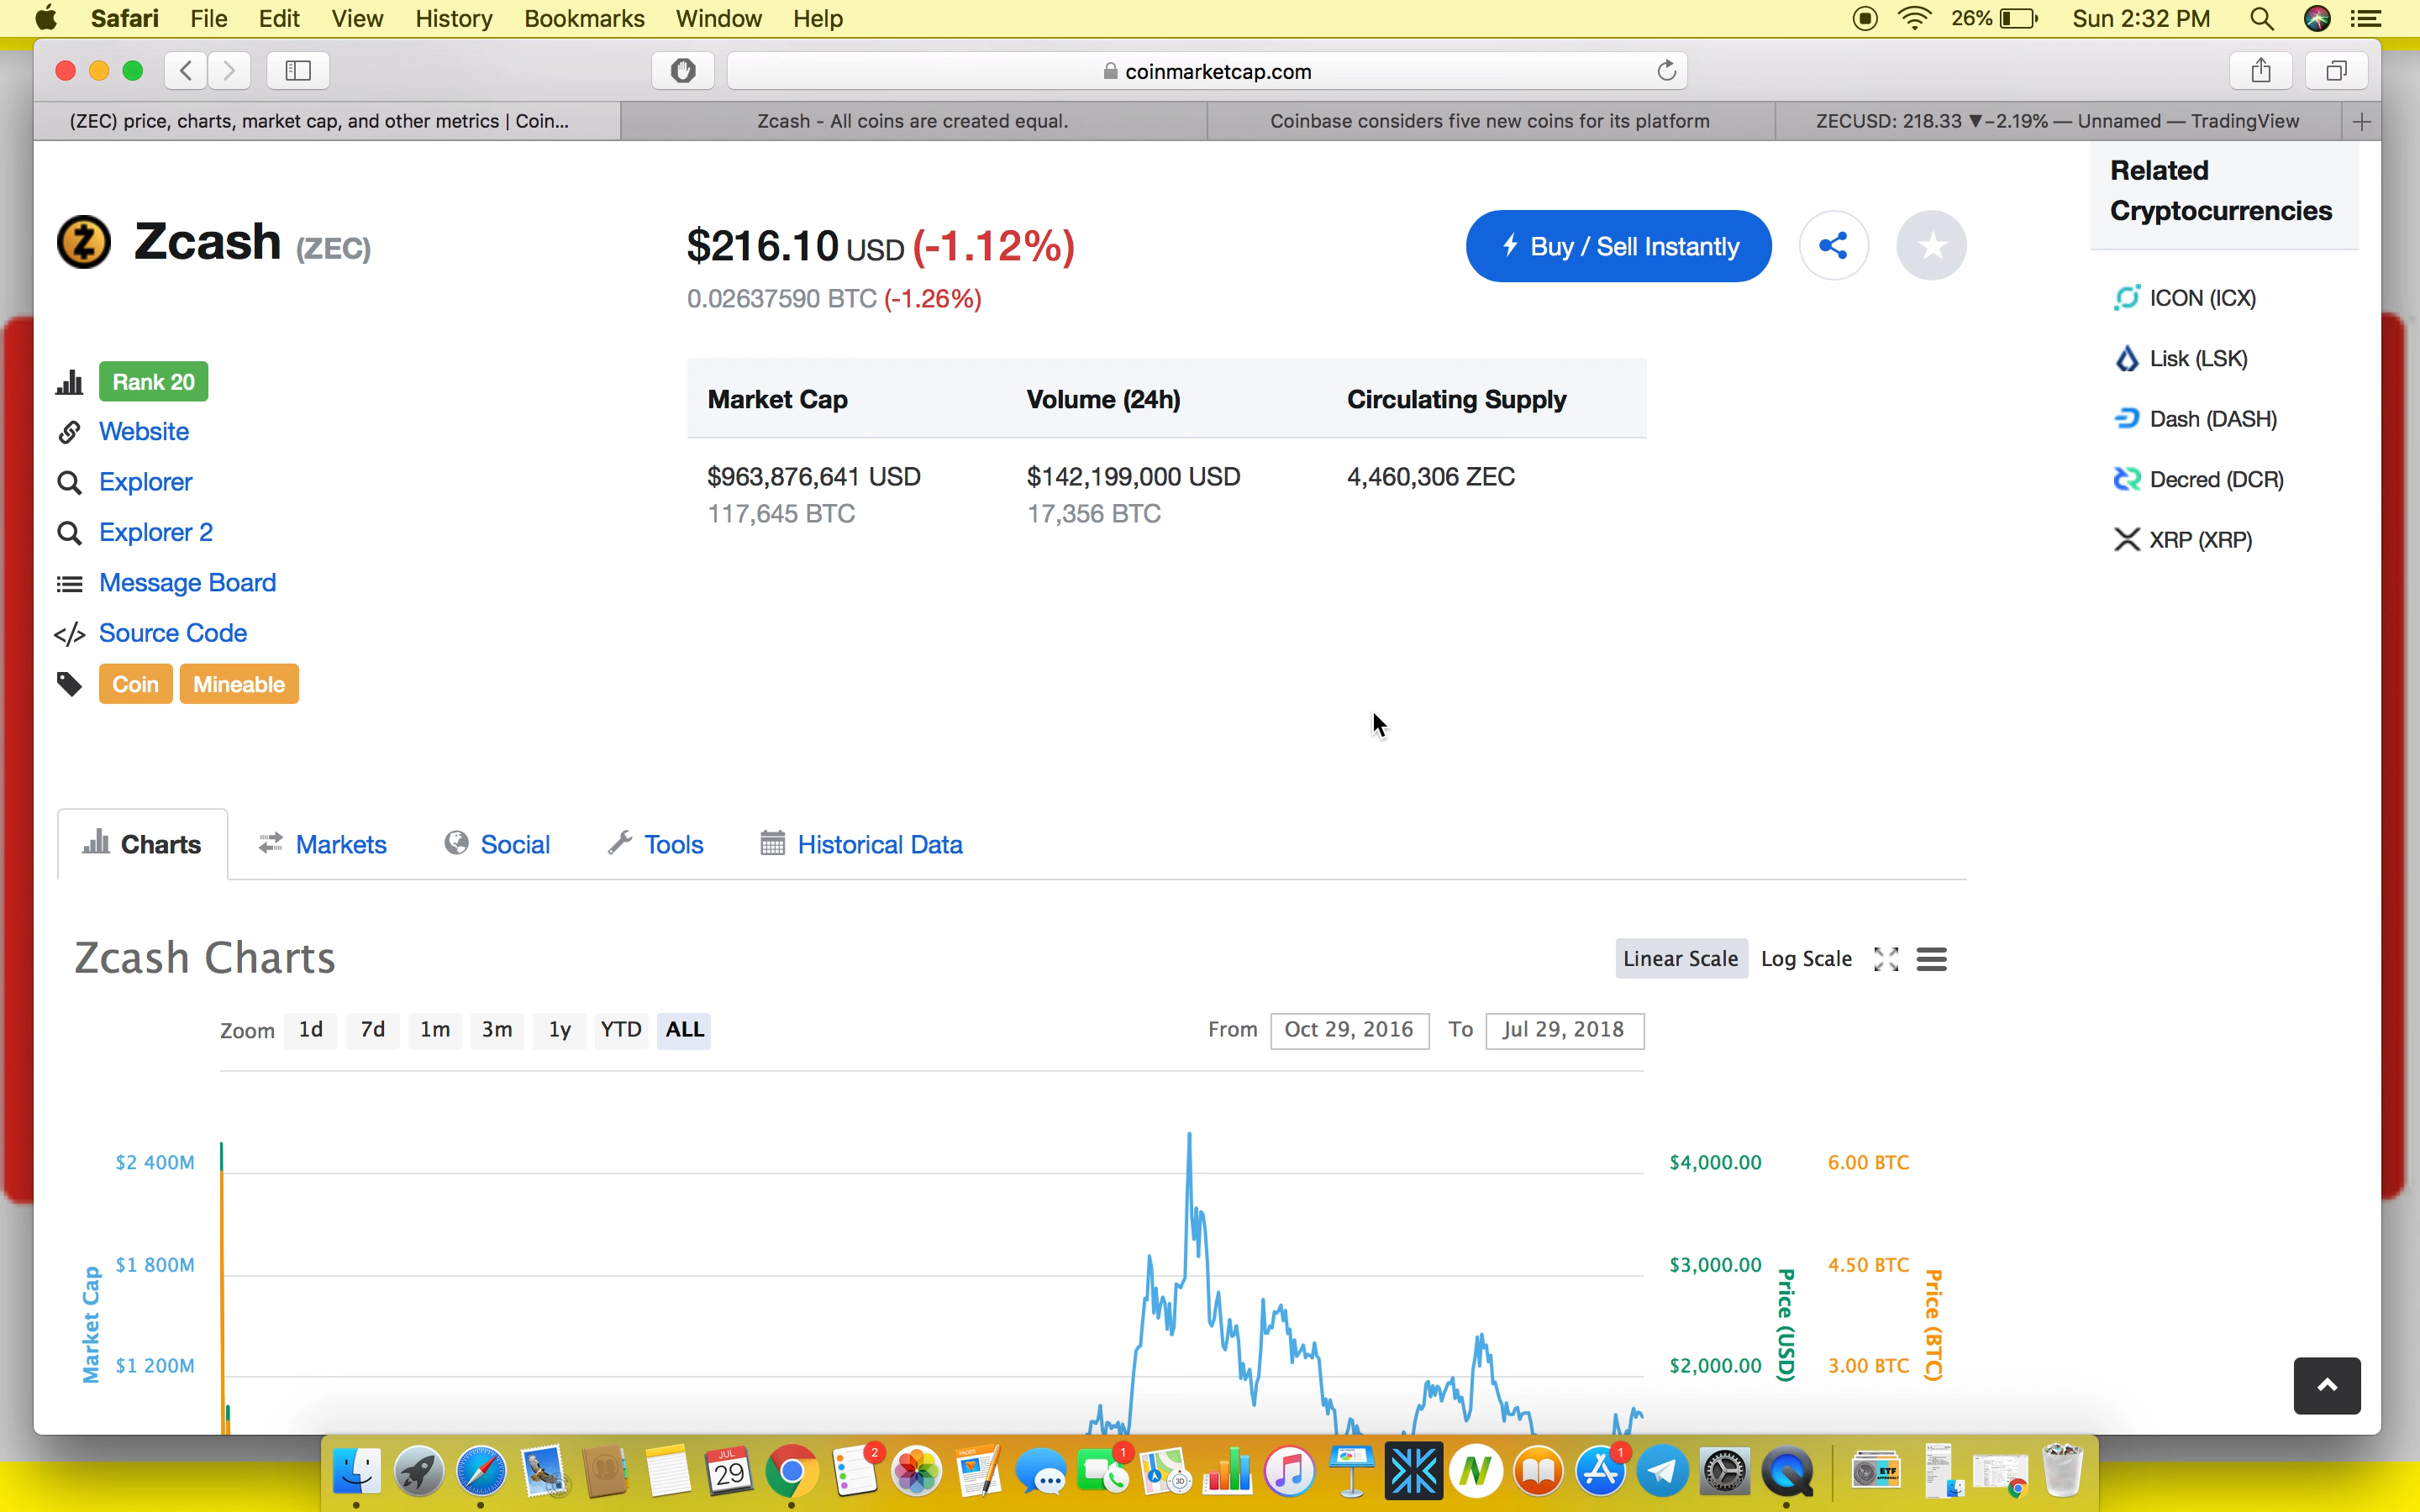 Safari File Edit View History Bookmarks Window Help
26% Sun 2:32 PM
coinmarketcap.com
(ZEC) price, charts, market cap, and other metrics | Coin...
Zcash - All coins are created equal.
Coinbase considers five new coins for its platform
ZECUSD: 218.33 ▼−2.19% — Unnamed — TradingView
Zcash (ZEC)
$216.10 USD (-1.12%)
0.02637590 BTC (-1.26%)
Buy / Sell Instantly
Rank 20
Website
Explorer
Explorer 2
Message Board
Source Code
Coin Mineable
Market Cap Volume (24h) Circulating Supply
$963,876,641 USD $142,199,000 USD 4,460,306 ZEC
117,645 BTC 17,356 BTC
Related
Cryptocurrencies
ICON (ICX)
Lisk (LSK)
Dash (DASH)
Decred (DCR)
XRP (XRP)
Charts Markets Social Tools Historical Data
Zcash Charts
Linear Scale Log Scale
Zoom 1d 7d 1m 3m 1y YTD ALL
From Oct 29, 2016 To Jul 29, 2018
$2 400M $4,000.00 6.00 BTC
$1 800M $3,000.00 4.50 BTC
$1 200M $2,000.00 3.00 BTC
Market Cap
Price (USD)
Price (BTC)
JUL
29
2
PAGES
1
3D
1
ETF